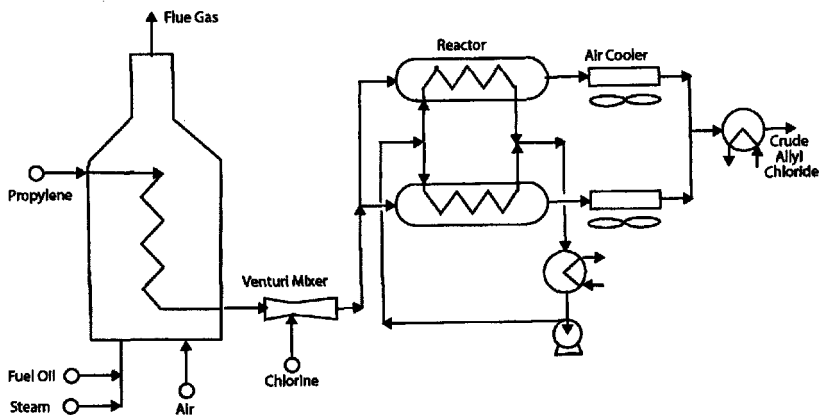 Flue Gas
Reactor
Air Cooler
Propylene
Crude
Allyl
Chloride
Venturi Mixer
Fuel Oil
Steam
Air
Chlorine